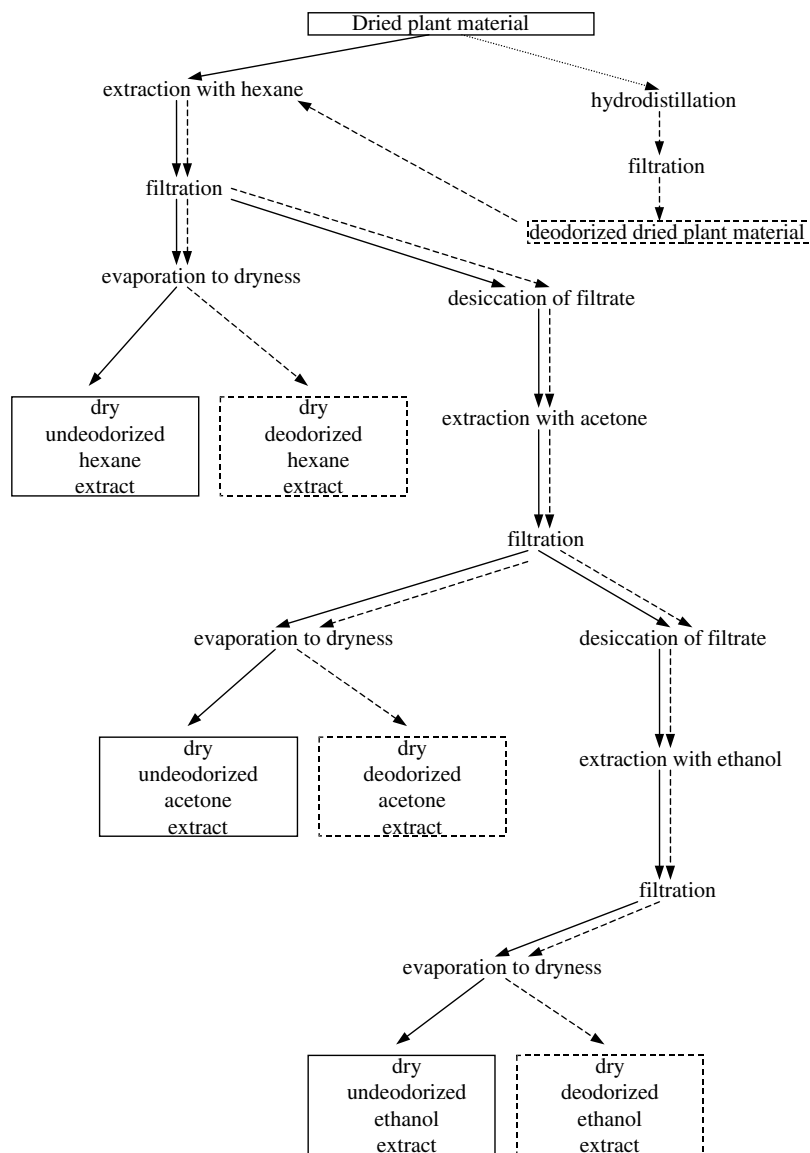 Dried plant material
extraction with hexane
hydrodistillation
filtration
filtration
deodorized dried plant material
evaporation to dryness
desiccation of filtrate
dry
undeodorized
hexane
extract
dry
deodorized
hexane
extract
extraction with acetone
filtration
evaporation to dryness
desiccation of filtrate
dry
undeodorized
acetone
extract
dry
deodorized
acetone
extract
extraction with ethanol
filtration
evaporation to dryness
dry
undeodorized
ethanol
extract
dry
deodorized
ethanol
extract